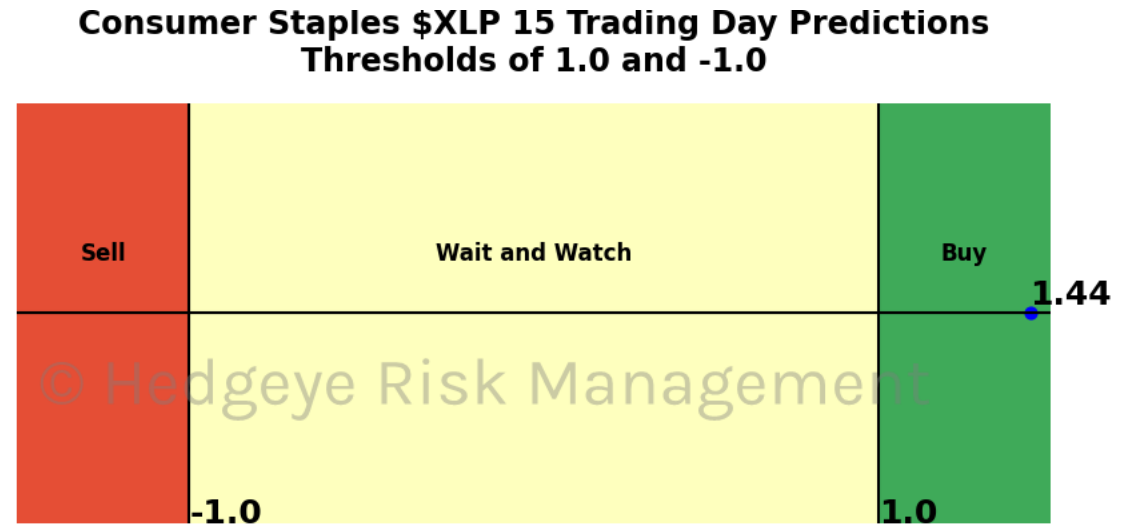 Consumer Staples $XLP 15 Trading Day Predictions
Thresholds of 1.0 and -1.0
Sell
Wait and Watch
Buy
1.44
© Hedgeye Risk Management
-1.0
1.0